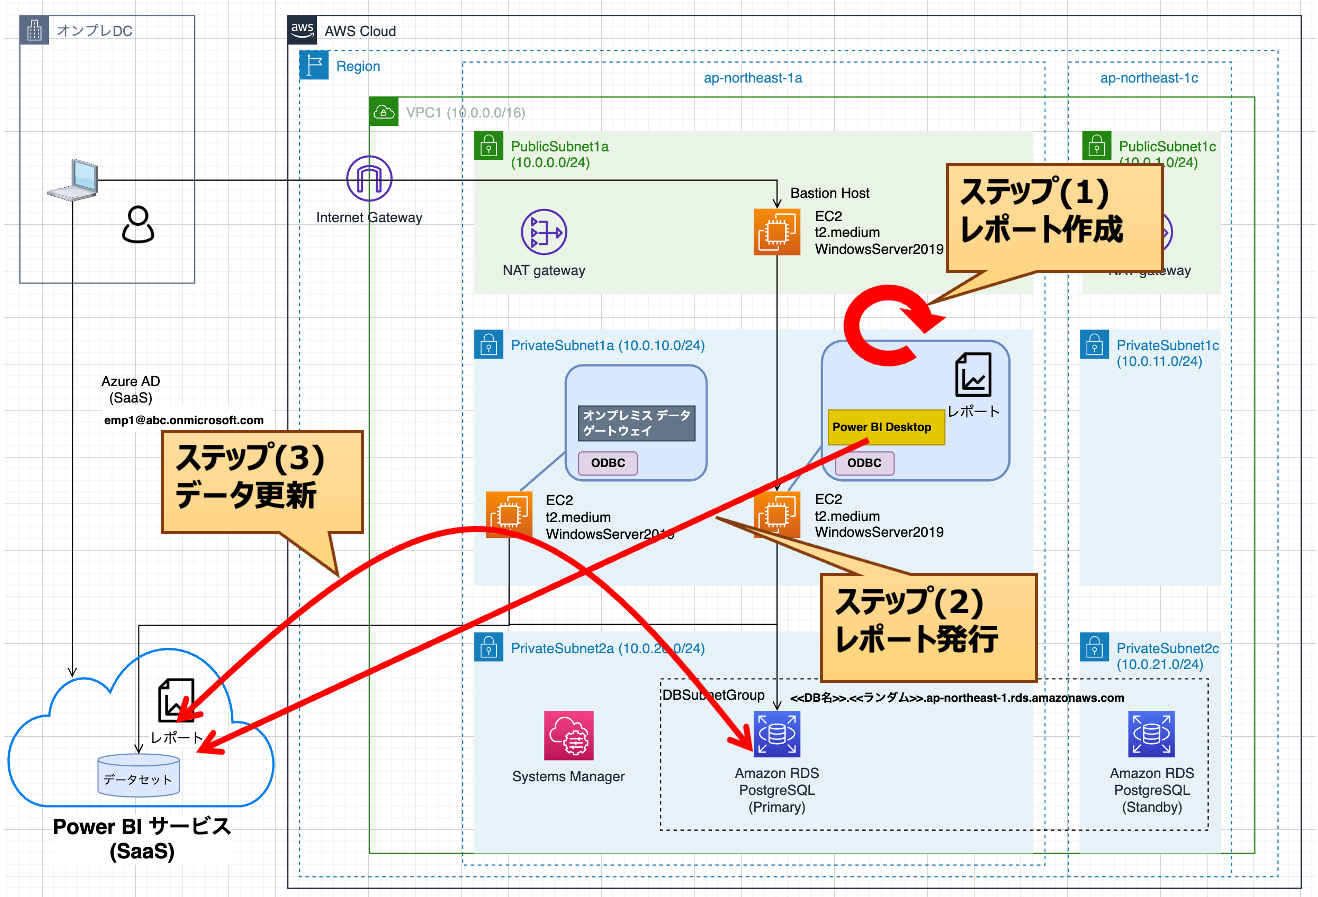 オンプレDC
aws
AWS Cloud
Region
ap-northeast-1a
ap-northeast-1c
VPC1 (10.0.0.0/16)
PublicSubnet1a
(10.0.0.0/24)
PublicSubnet1c
(10.0.1.0/24)
ステップ(1)
レポート作成
Internet Gateway
Bastion Host
EC2
t2.medium
WindowsServer2019
NAT gateway
NAT gateway
PrivateSubnet1a (10.0.10.0/24)
PrivateSubnet1c
(10.0.11.0/24)
Azure AD
(SaaS)
emp1@abc.onmicrosoft.com
オンプレミス データ
ゲートウェイ
ODBC
レポート
Power BI Desktop
ODBC
ステップ(3)
データ更新
EC2
t2.medium
WindowsServer2019
EC2
t2.medium
WindowsServer2019
ステップ(2)
レポート発行
PrivateSubnet2a (10.0.20.0/24)
PrivateSubnet2c
(10.0.21.0/24)
DBSubnetGroup
<<DB名>>.<<ランダム>>.ap-northeast-1.rds.amazonaws.com
レポート
データセット
Systems Manager
Amazon RDS
PostgreSQL
(Primary)
Amazon RDS
PostgreSQL
(Standby)
Power BI サービス
(SaaS)